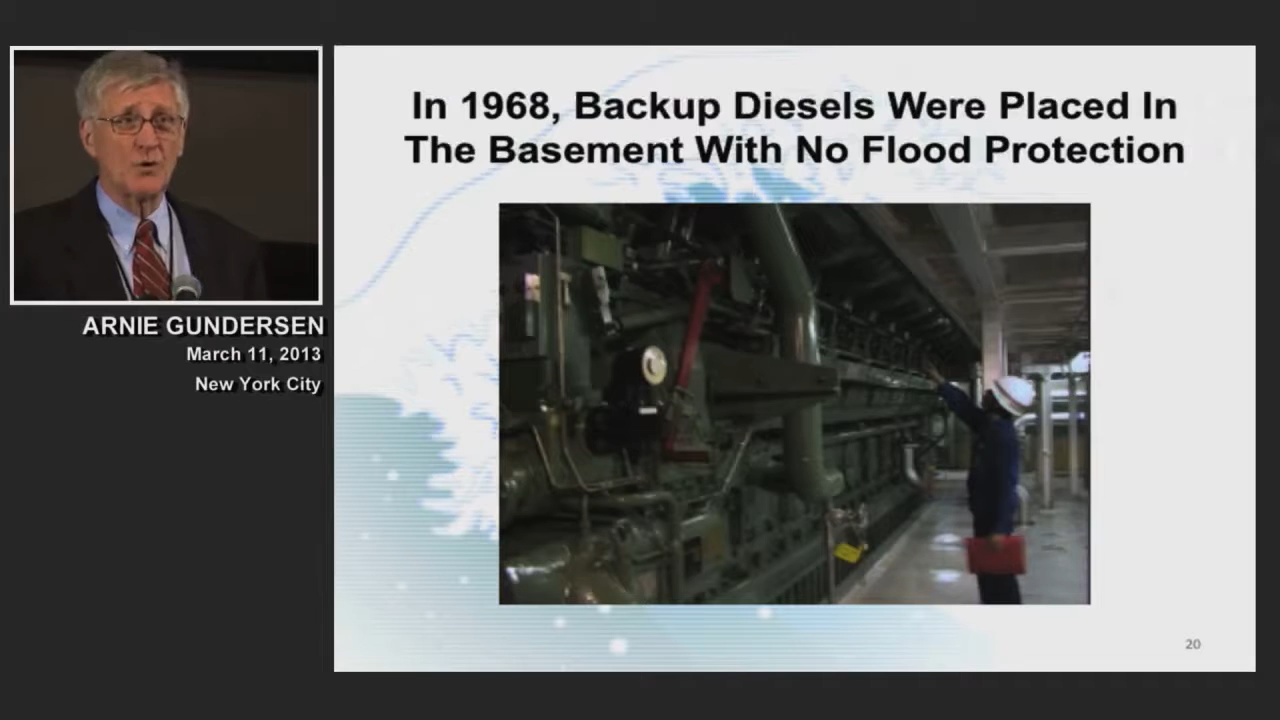 In 1968, Backup Diesels Were Placed In
The Basement With No Flood Protection
ARNIE GUNDERSEN
March 11, 2013
New York City
20